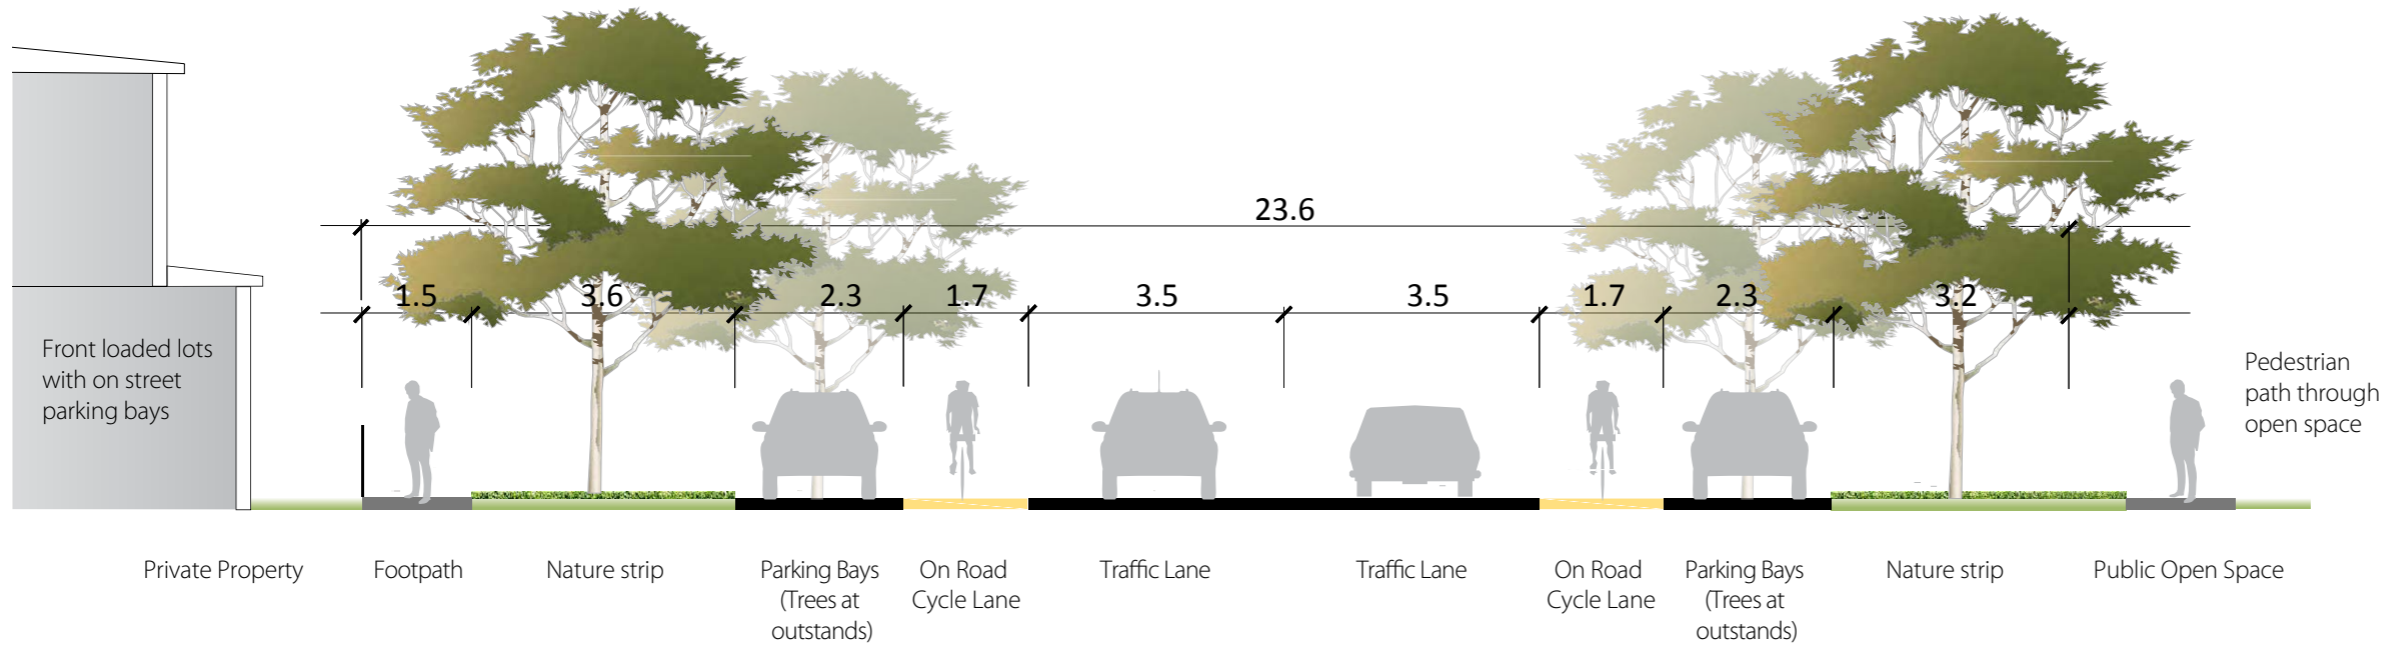 23.6
1.5 3.6 2.3 1.7 3.5 3.5 1.7 2.3 3.2
Front loaded lots
with on street
parking bays
Pedestrian
path through
open space
Private Property
Footpath
Nature strip
Parking Bays
(Trees at
outstands)
On Road
Cycle Lane
Traffic Lane
Traffic Lane
On Road
Cycle Lane
Parking Bays
(Trees at
outstands)
Nature strip
Public Open Space